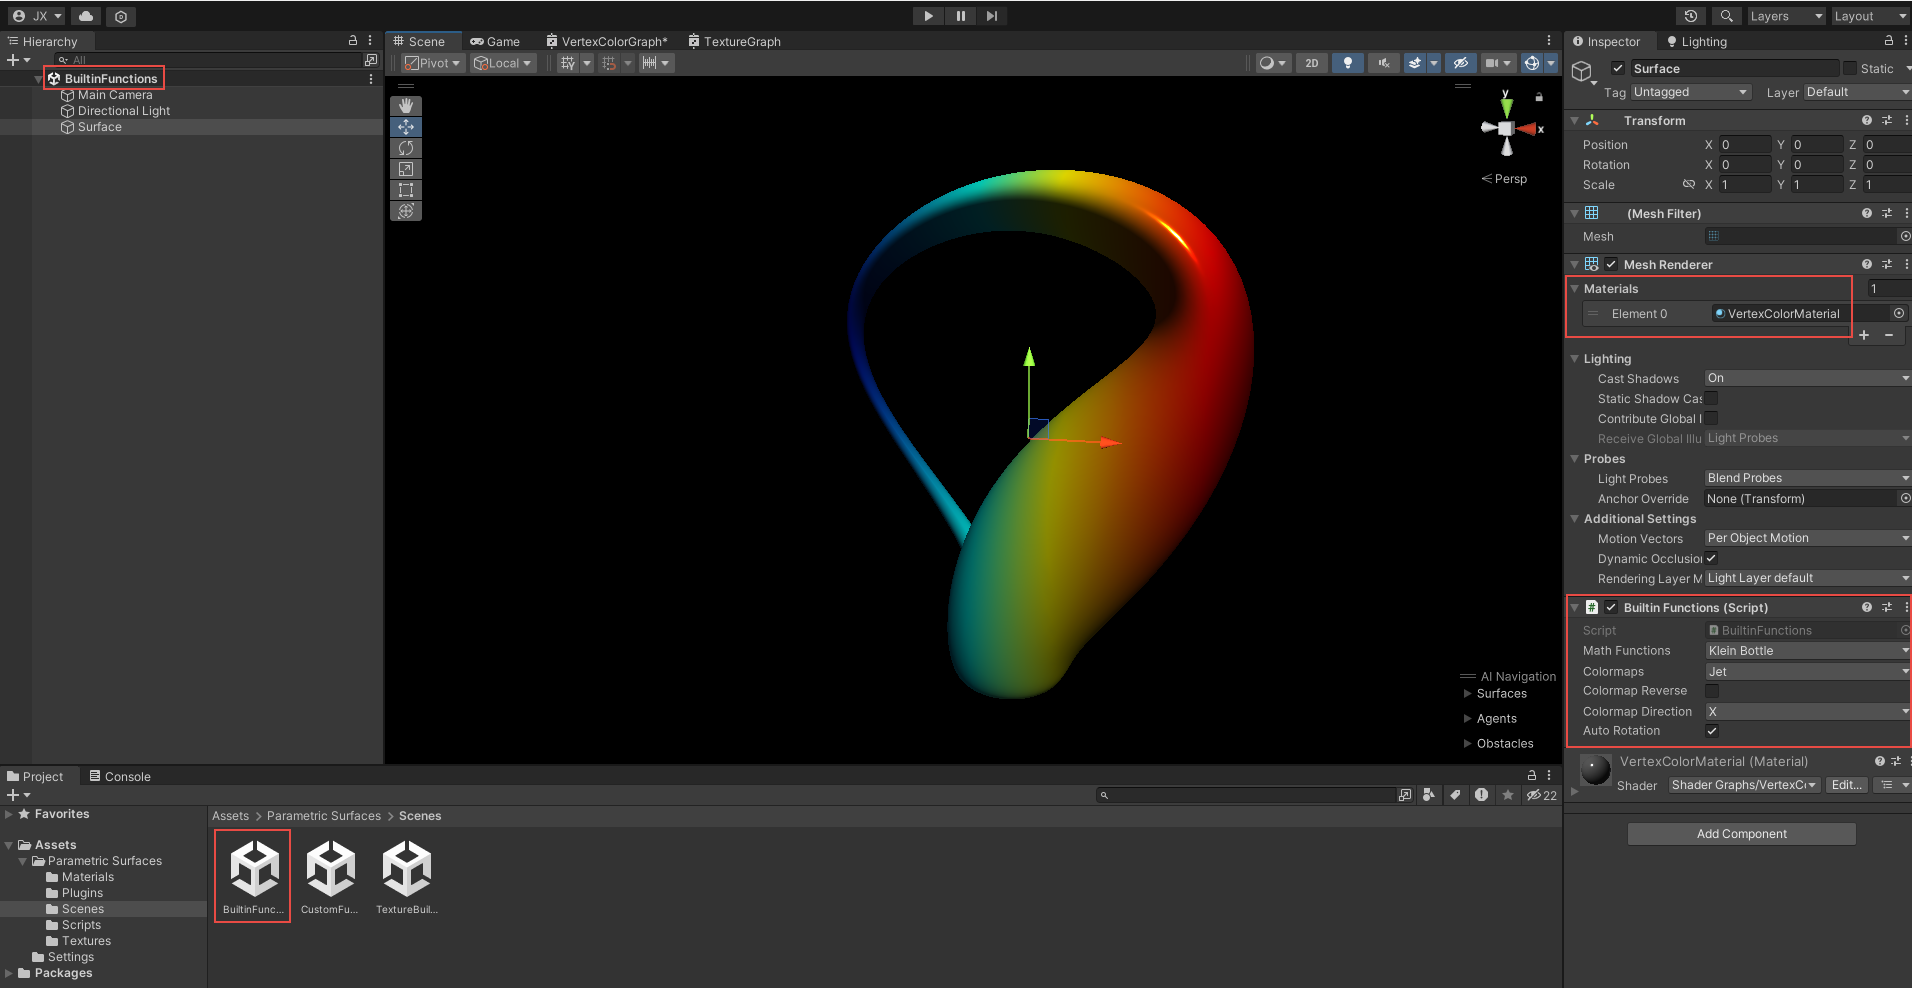 JX
Layers
Layout
Hierarchy
All
BuiltinFunctions
Main Camera
Directional Light
Surface
Scene
Game
VertexColorGraph*
TextureGraph
Pivot
Local
2D
y
x
Persp
AI Navigation
Surfaces
Agents
Obstacles
Inspector
Lighting
Surface
Static
Tag Untagged
Layer Default
Transform
Position X 0 Y 0 Z 0
Rotation X 0 Y 0 Z 0
Scale X 1 Y 1 Z 1
(Mesh Filter)
Mesh
Mesh Renderer
Materials 1
Element 0 VertexColorMaterial
Lighting
Cast Shadows On
Static Shadow Cas
Contribute Global I
Receive Global Illu Light Probes
Probes
Light Probes Blend Probes
Anchor Override None (Transform)
Additional Settings
Motion Vectors Per Object Motion
Dynamic Occlusion
Rendering Layer M Light Layer default
# Builtin Functions (Script)
Script BuiltinFunctions
Math Functions Klein Bottle
Colormaps Jet
Colormap Reverse
Colormap Direction X
Auto Rotation
VertexColorMaterial (Material)
Shader Shader Graphs/VertexC Edit...
Add Component
Project
Console
22
Favorites
Assets
Parametric Surfaces
Materials
Plugins
Scenes
Scripts
Textures
Settings
Packages
Assets > Parametric Surfaces > Scenes
BuiltinFunc...
CustomFu...
TextureBuil...